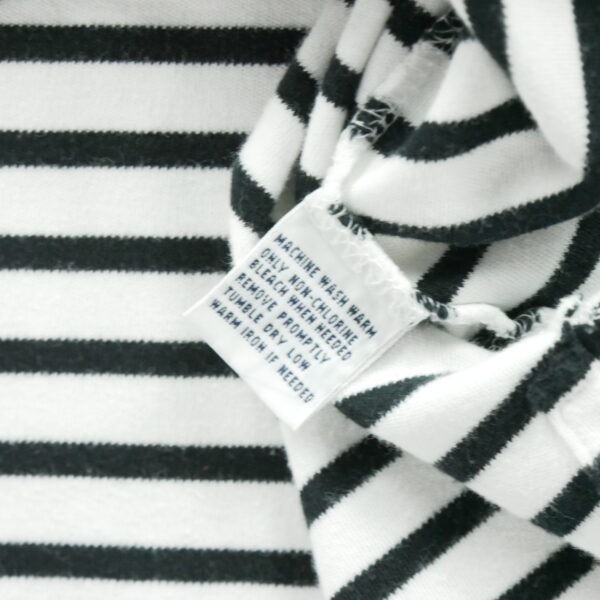 MACHINE WASH WARM
ONLY NON-CHLORINE
BLEACH WHEN NEEDED
REMOVE PROMPTLY
TUMBLE DRY LOW
WARM IRON IF NEEDED